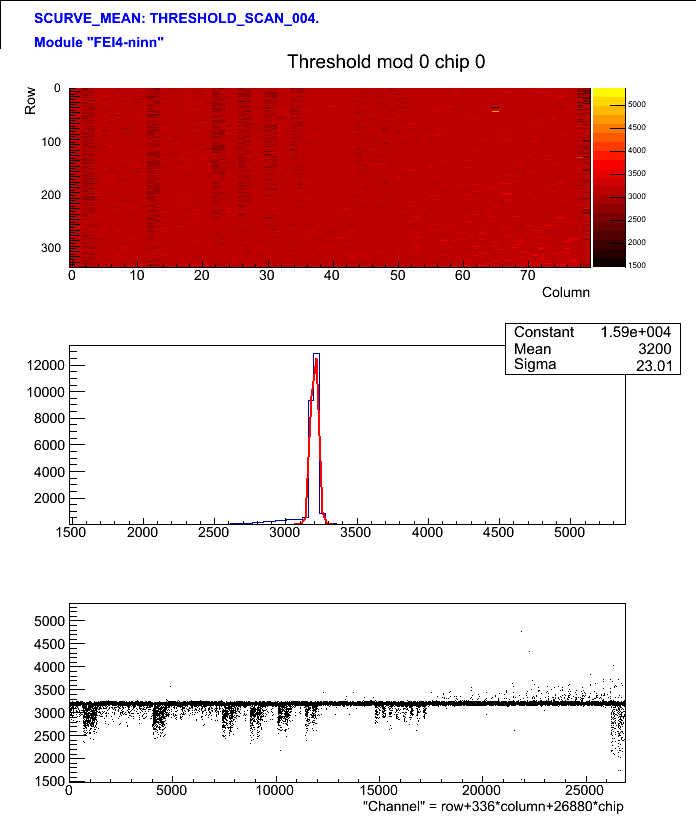 SCURVE_MEAN: THRESHOLD_SCAN_004.
Module "FEI4-ninn"
Threshold mod 0 chip 0
Row
0
100
200
300
0 10 20 30 40 50 60 70
Column
5000
4500
4000
3500
3000
2500
2000
1500
Constant 1.59e+004
Mean 3200
Sigma 23.01
12000
10000
8000
6000
4000
2000
1500 2000 2500 3000 3500 4000 4500 5000
5000
4500
4000
3500
3000
2500
2000
1500
0 5000 10000 15000 20000 25000
"Channel" = row+336*column+26880*chip